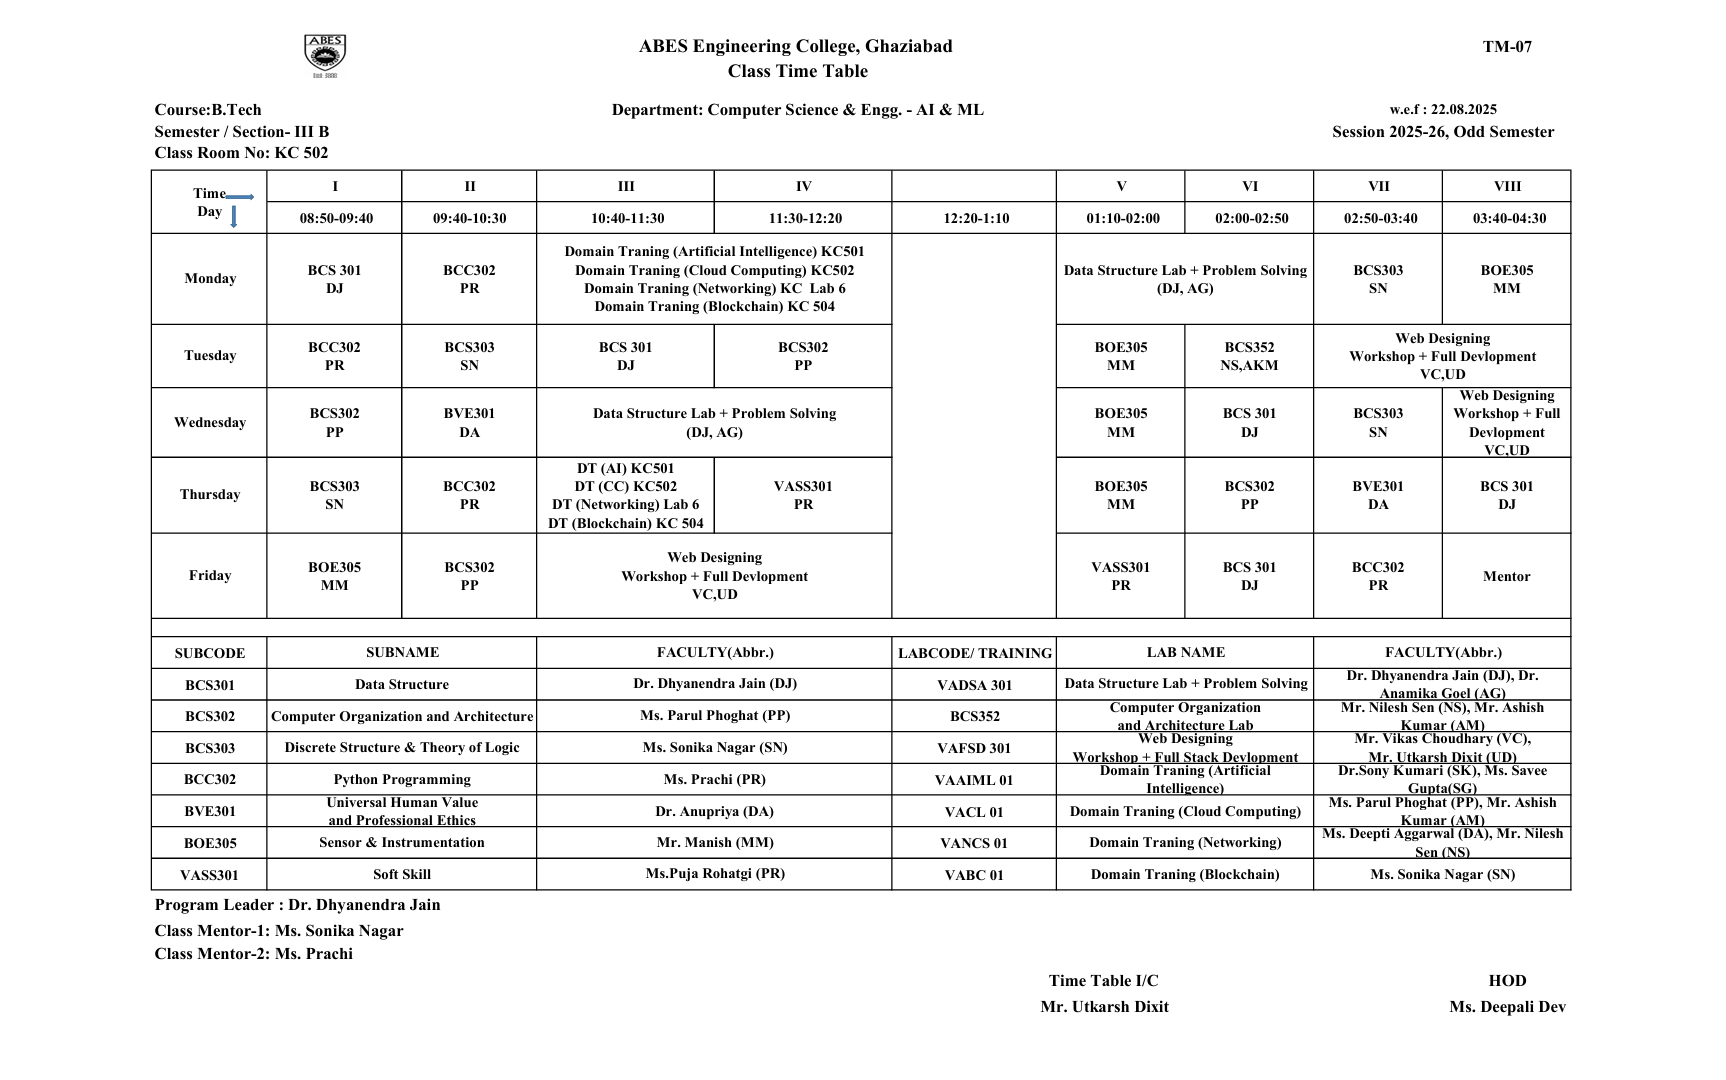 ABES
ABES Engineering College, Ghaziabad
TM-07
Class Time Table
Course:B.Tech
Department: Computer Science & Engg. - AI & ML
w.e.f : 22.08.2025
Semester / Section- III B
Session 2025-26, Odd Semester
Class Room No: KC 502
Time
Day
I II III IV V VI VII VIII
08:50-09:40 09:40-10:30 10:40-11:30 11:30-12:20 12:20-1:10 01:10-02:00 02:00-02:50 02:50-03:40 03:40-04:30
Monday
BCS 301
DJ
BCC302
PR
Domain Traning (Artificial Intelligence) KC501
Domain Traning (Cloud Computing) KC502
Domain Traning (Networking) KC Lab 6
Domain Traning (Blockchain) KC 504
Data Structure Lab + Problem Solving
(DJ, AG)
BCS303
SN
BOE305
MM
Tuesday
BCC302
PR
BCS303
SN
BCS 301
DJ
BCS302
PP
BOE305
MM
BCS352
NS,AKM
Web Designing
Workshop + Full Devlopment
VC,UD
Wednesday
BCS302
PP
BVE301
DA
Data Structure Lab + Problem Solving
(DJ, AG)
BOE305
MM
BCS 301
DJ
BCS303
SN
Web Designing
Workshop + Full
Devlopment
VC,UD
Thursday
BCS303
SN
BCC302
PR
DT (AI) KC501
DT (CC) KC502
DT (Networking) Lab 6
DT (Blockchain) KC 504
VASS301
PR
BOE305
MM
BCS302
PP
BVE301
DA
BCS 301
DJ
Friday
BOE305
MM
BCS302
PP
Web Designing
Workshop + Full Devlopment
VC,UD
VASS301
PR
BCS 301
DJ
BCC302
PR
Mentor
SUBCODE SUBNAME FACULTY(Abbr.) LABCODE/ TRAINING LAB NAME FACULTY(Abbr.)
BCS301
Data Structure
Dr. Dhyanendra Jain (DJ)
VADSA 301
Data Structure Lab + Problem Solving
Dr. Dhyanendra Jain (DJ), Dr.
Anamika Goel (AG)
BCS302
Computer Organization and Architecture
Ms. Parul Phoghat (PP)
BCS352
Computer Organization
and Architecture Lab
Mr. Nilesh Sen (NS), Mr. Ashish
Kumar (AM)
BCS303
Discrete Structure & Theory of Logic
Ms. Sonika Nagar (SN)
VAFSD 301
Web Designing
Workshop + Full Stack Devlopment
Mr. Vikas Choudhary (VC),
Mr. Utkarsh Dixit (UD)
BCC302
Python Programming
Ms. Prachi (PR)
VAAIML 01
Domain Traning (Artificial
Intelligence)
Dr.Sony Kumari (SK), Ms. Savee
Gupta(SG)
BVE301
Universal Human Value
and Professional Ethics
Dr. Anupriya (DA)
VACL 01
Domain Traning (Cloud Computing)
Ms. Parul Phoghat (PP), Mr. Ashish
Kumar (AM)
BOE305
Sensor & Instrumentation
Mr. Manish (MM)
VANCS 01
Domain Traning (Networking)
Ms. Deepti Aggarwal (DA), Mr. Nilesh
Sen (NS)
VASS301
Soft Skill
Ms.Puja Rohatgi (PR)
VABC 01
Domain Traning (Blockchain)
Ms. Sonika Nagar (SN)
Program Leader : Dr. Dhyanendra Jain
Class Mentor-1: Ms. Sonika Nagar
Class Mentor-2: Ms. Prachi
Time Table I/C
HOD
Mr. Utkarsh Dixit
Ms. Deepali Dev